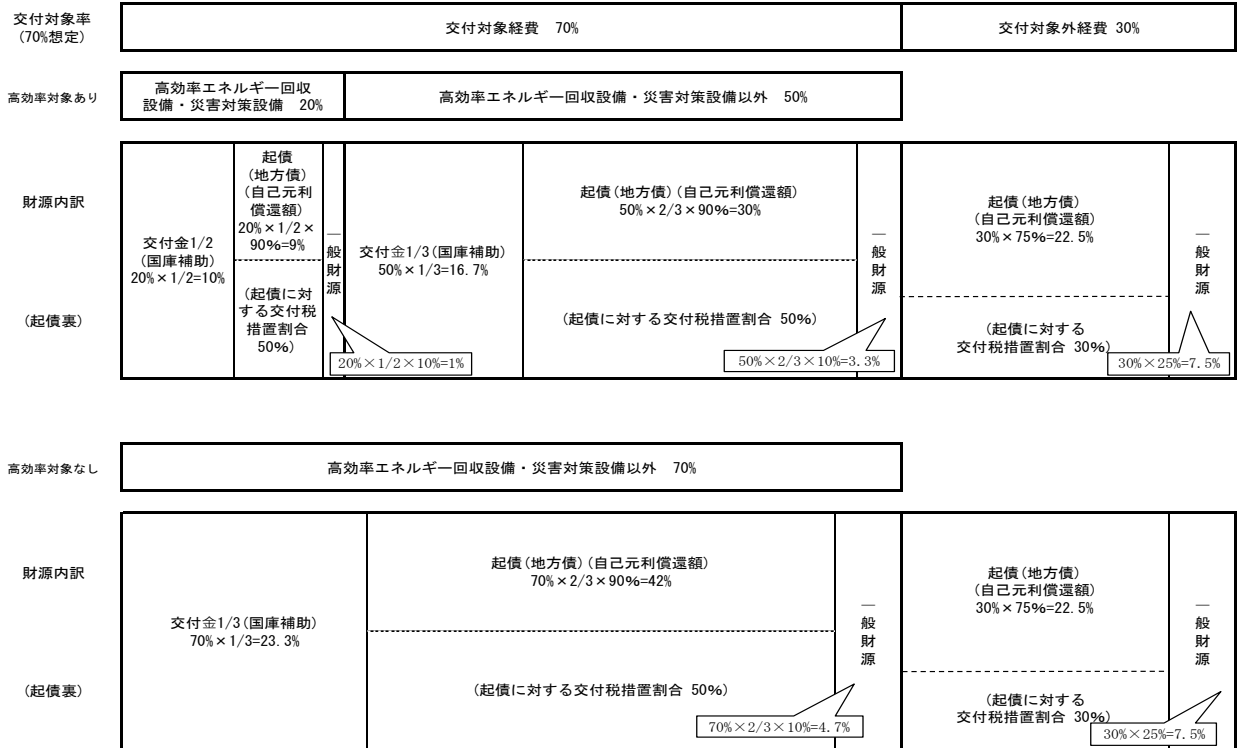 交付対象率
(70%想定)
交付対象経費 70%
交付対象外経費 30%
高効率対象あり
高効率エネルギー回収
設備・災害対策設備 20%
高効率エネルギー回収設備・災害対策設備以外 50%
財源内訳
(起債裏)
交付金1/2
(国庫補助)
20%×1/2=10%
起債
(地方債)
(自己元利
償還額)
20%×1/2×
90%=9%
(起債に対
する交付税
措置割合
50%)
一般財源
20%×1/2×10%=1%
交付金1/3(国庫補助)
50%×1/3=16.7%
起債(地方債)(自己元利償還額)
50%×2/3×90%=30%
(起債に対する交付税措置割合 50%)
一般財源
50%×2/3×10%=3.3%
起債(地方債)
(自己元利償還額)
30%×75%=22.5%
(起債に対する
交付税措置割合 30%)
一般財源
30%×25%=7.5%
高効率対象なし
高効率エネルギー回収設備・災害対策設備以外 70%
財源内訳
(起債裏)
交付金1/3(国庫補助)
70%×1/3=23.3%
起債(地方債)(自己元利償還額)
70%×2/3×90%=42%
(起債に対する交付税措置割合 50%)
一般財源
70%×2/3×10%=4.7%
起債(地方債)
(自己元利償還額)
30%×75%=22.5%
(起債に対する
交付税措置割合 30%)
一般財源
30%×25%=7.5%